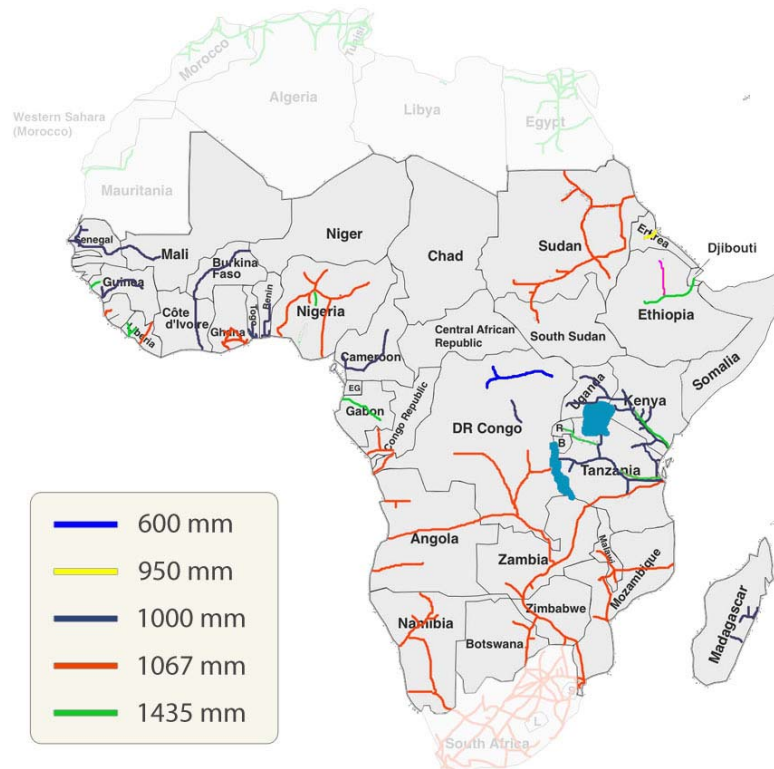 Morocco
Tunisi
Algeria
Libya
Egypt
Western Sahara
(Morocco)
Mauritania
Senegal
Mali
Niger
Chad
Sudan
Eritrea
Djibouti
Burkina
Faso
Guinea
Côte
d'Ivoire
Ghana
Togo
Benin
Nigeria
Liberia
Ethiopia
Central African
Republic
South Sudan
Somalia
Cameroon
EG
Gabon
Congo Republic
DR Congo
Uganda
Kenya
R
B
Tanzania
Angola
Zambia
Malawi
Mozambique
Zimbabwe
Namibia
Botswana
Madagascar
S
L
South Africa
600 mm
950 mm
1000 mm
1067 mm
1435 mm